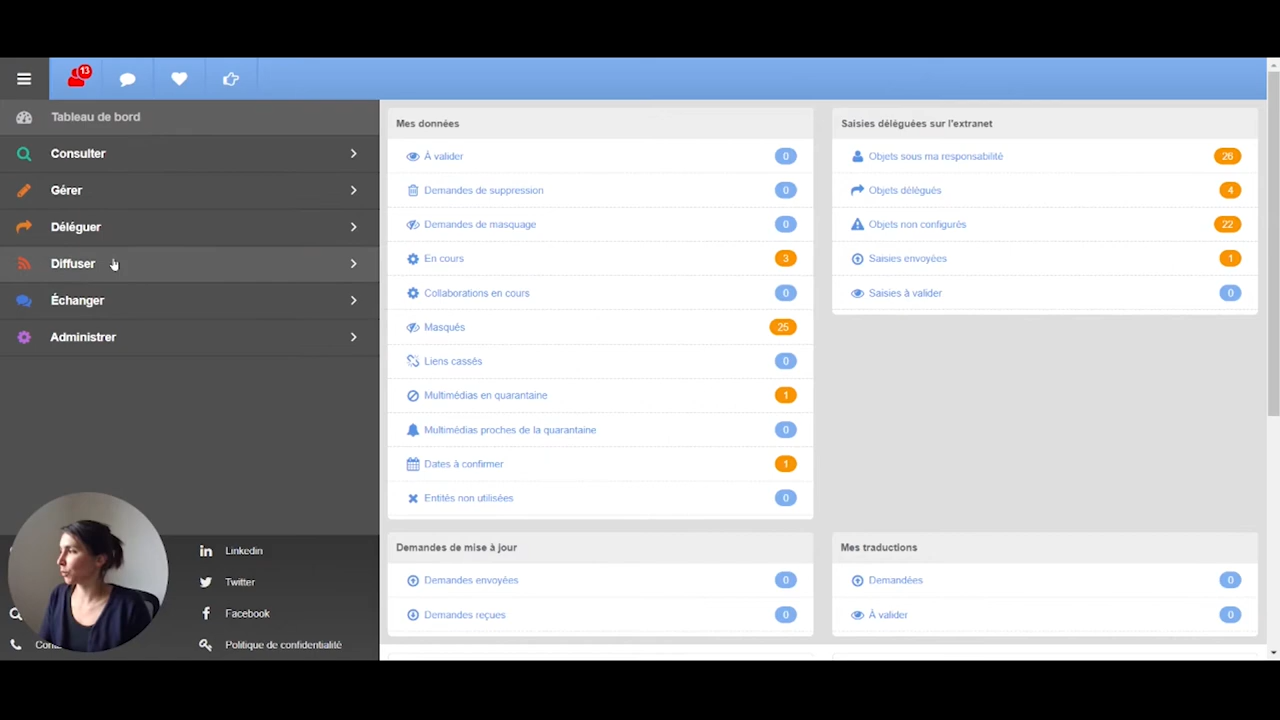 13
Tableau de bord
Consulter
Gérer
Déléguer
Diffuser
Échanger
Administrer
Linkedin
Twitter
Facebook
Politique de confidentialité
Mes données
À valider 0
Demandes de suppression 0
Demandes de masquage 0
En cours 3
Collaborations en cours 0
Masqués 25
Liens cassés 0
Multimédias en quarantaine 1
Multimédias proches de la quarantaine 0
Dates à confirmer 1
Entités non utilisées 0
Saisies déléguées sur l'extranet
Objets sous ma responsabilité 26
Objets délégués 4
Objets non configurés 22
Saisies envoyées 1
Saisies à valider 0
Demandes de mise à jour
Demandes envoyées 0
Demandes reçues 0
Mes traductions
Demandées 0
À valider 0